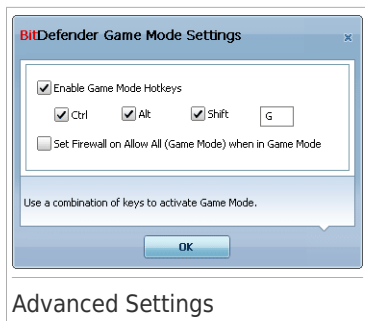 BitDefender Game Mode Settings
Enable Game Mode Hotkeys
Ctrl Alt Shift G
Set Firewall on Allow All (Game Mode) when in Game Mode
Use a combination of keys to activate Game Mode.
OK
Advanced Settings